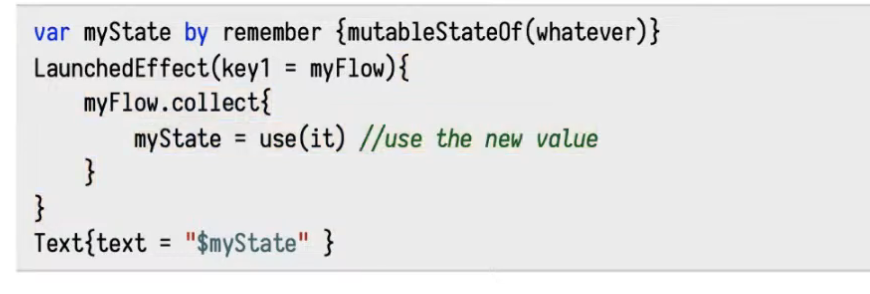 var myState by remember {mutableStateOf(whatever)}
LaunchedEffect(key1 = myFlow){
    myFlow.collect{
        myState = use(it) //use the new value
    }
}
Text{text = "$myState" }